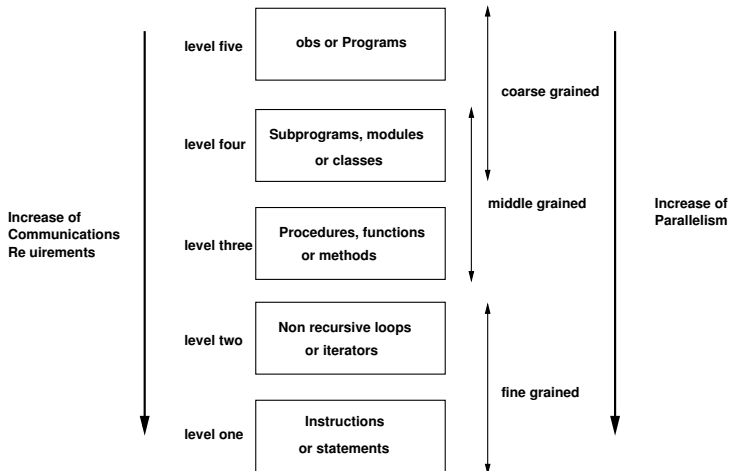 level five
obs or Programs
coarse grained
level four
Subprograms, modules
or classes
middle grained
Increase of
Communications
Re uirements
Increase of
Parallelism
level three
Procedures, functions
or methods
level two
Non recursive loops
or iterators
fine grained
level one
Instructions
or statements